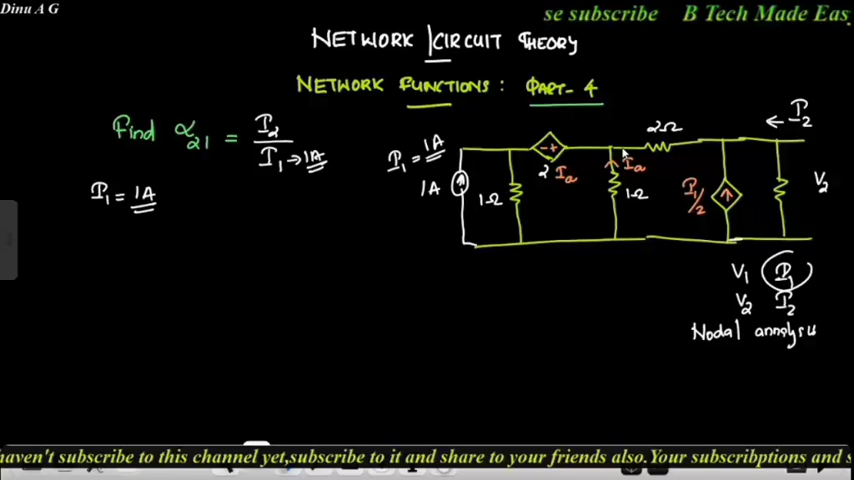 Dinu A G
se subscribe B Tech Made Eas
NETWORK | CIRCUIT THEORY
NETWORK FUNCTIONS : PART-4
Find α21 = I2 / I1 → 1A
I1 = 1A
I1 = 1A
1A
1Ω
- +
2 Ia
Ia
1Ω
2Ω
I1/2
← I2
V2
V1 I1
V2 I2
Nodal analysis
haven't subscribe to this channel yet,subscribe to it and share to your friends also.Your subscribptions and s